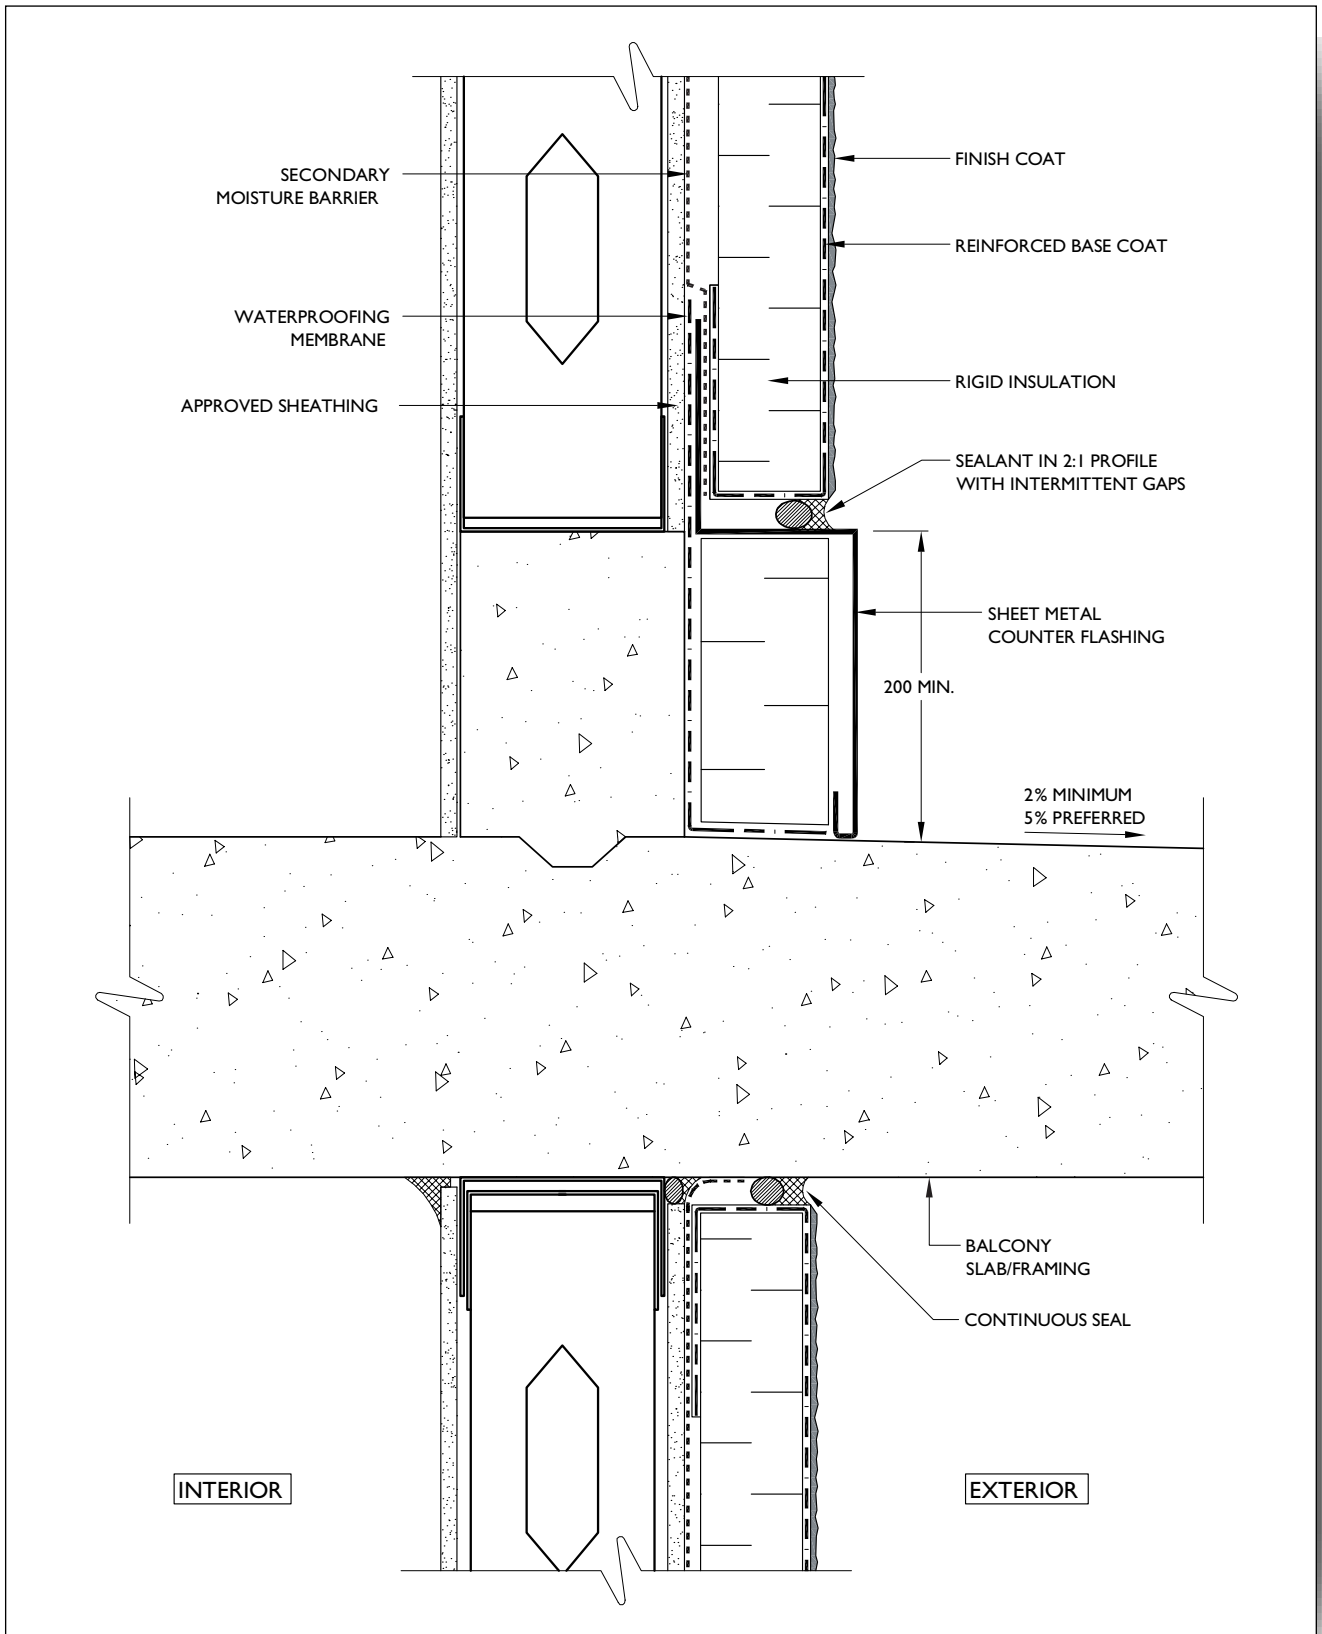 SECONDARY
MOISTURE BARRIER
WATERPROOFING
MEMBRANE
APPROVED SHEATHING
FINISH COAT
REINFORCED BASE COAT
RIGID INSULATION
SEALANT IN 2:1 PROFILE
WITH INTERMITTENT GAPS
SHEET METAL
COUNTER FLASHING
200 MIN.
2% MINIMUM
5% PREFERRED
BALCONY
SLAB/FRAMING
CONTINUOUS SEAL
INTERIOR
EXTERIOR